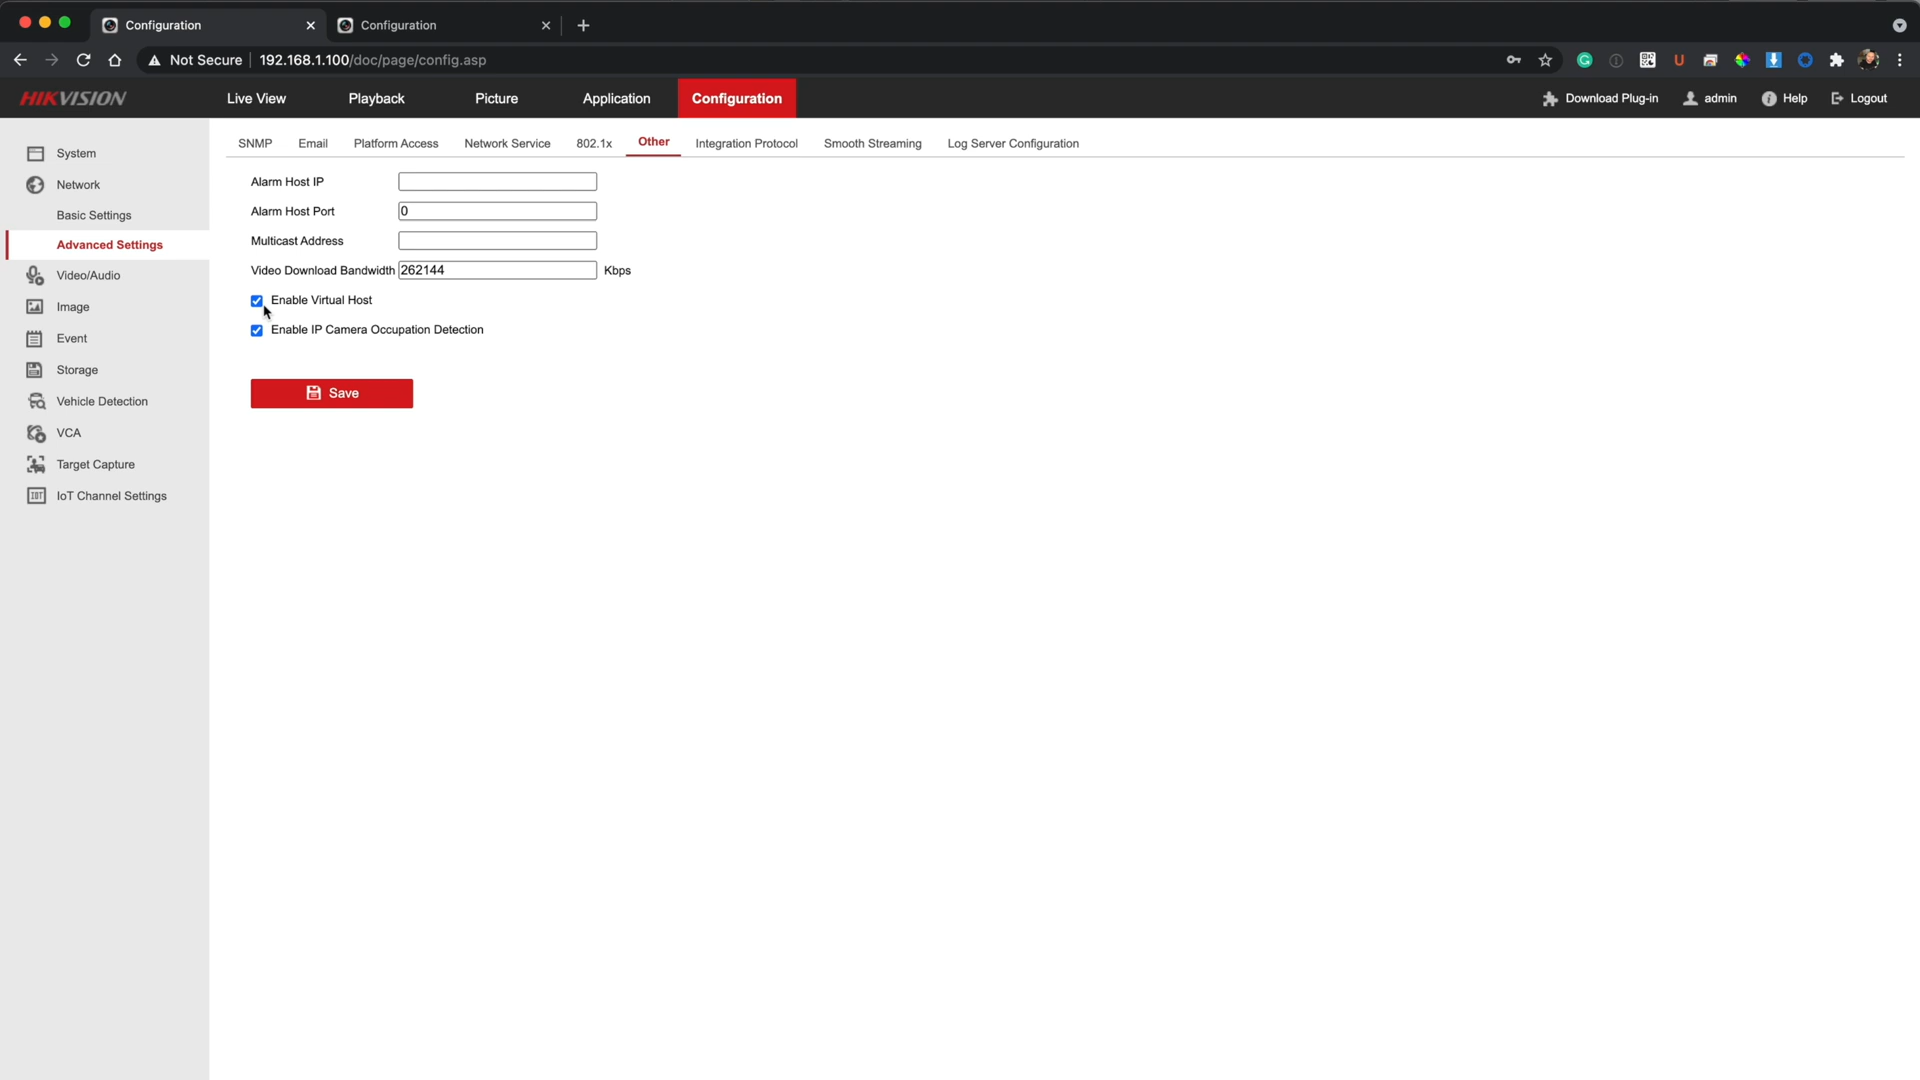 Configuration
Configuration
Not Secure 192.168.1.100/doc/page/config.asp
HIKVISION Live View Playback Picture Application Configuration Download Plug-in admin Help Logout
SNMP Email Platform Access Network Service 802.1x Other Integration Protocol Smooth Streaming Log Server Configuration
System
Network
Basic Settings
Advanced Settings
Video/Audio
Image
Event
Storage
Vehicle Detection
VCA
Target Capture
IOT IoT Channel Settings
Alarm Host IP
Alarm Host Port 0
Multicast Address
Video Download Bandwidth 262144 Kbps
Enable Virtual Host
Enable IP Camera Occupation Detection
Save